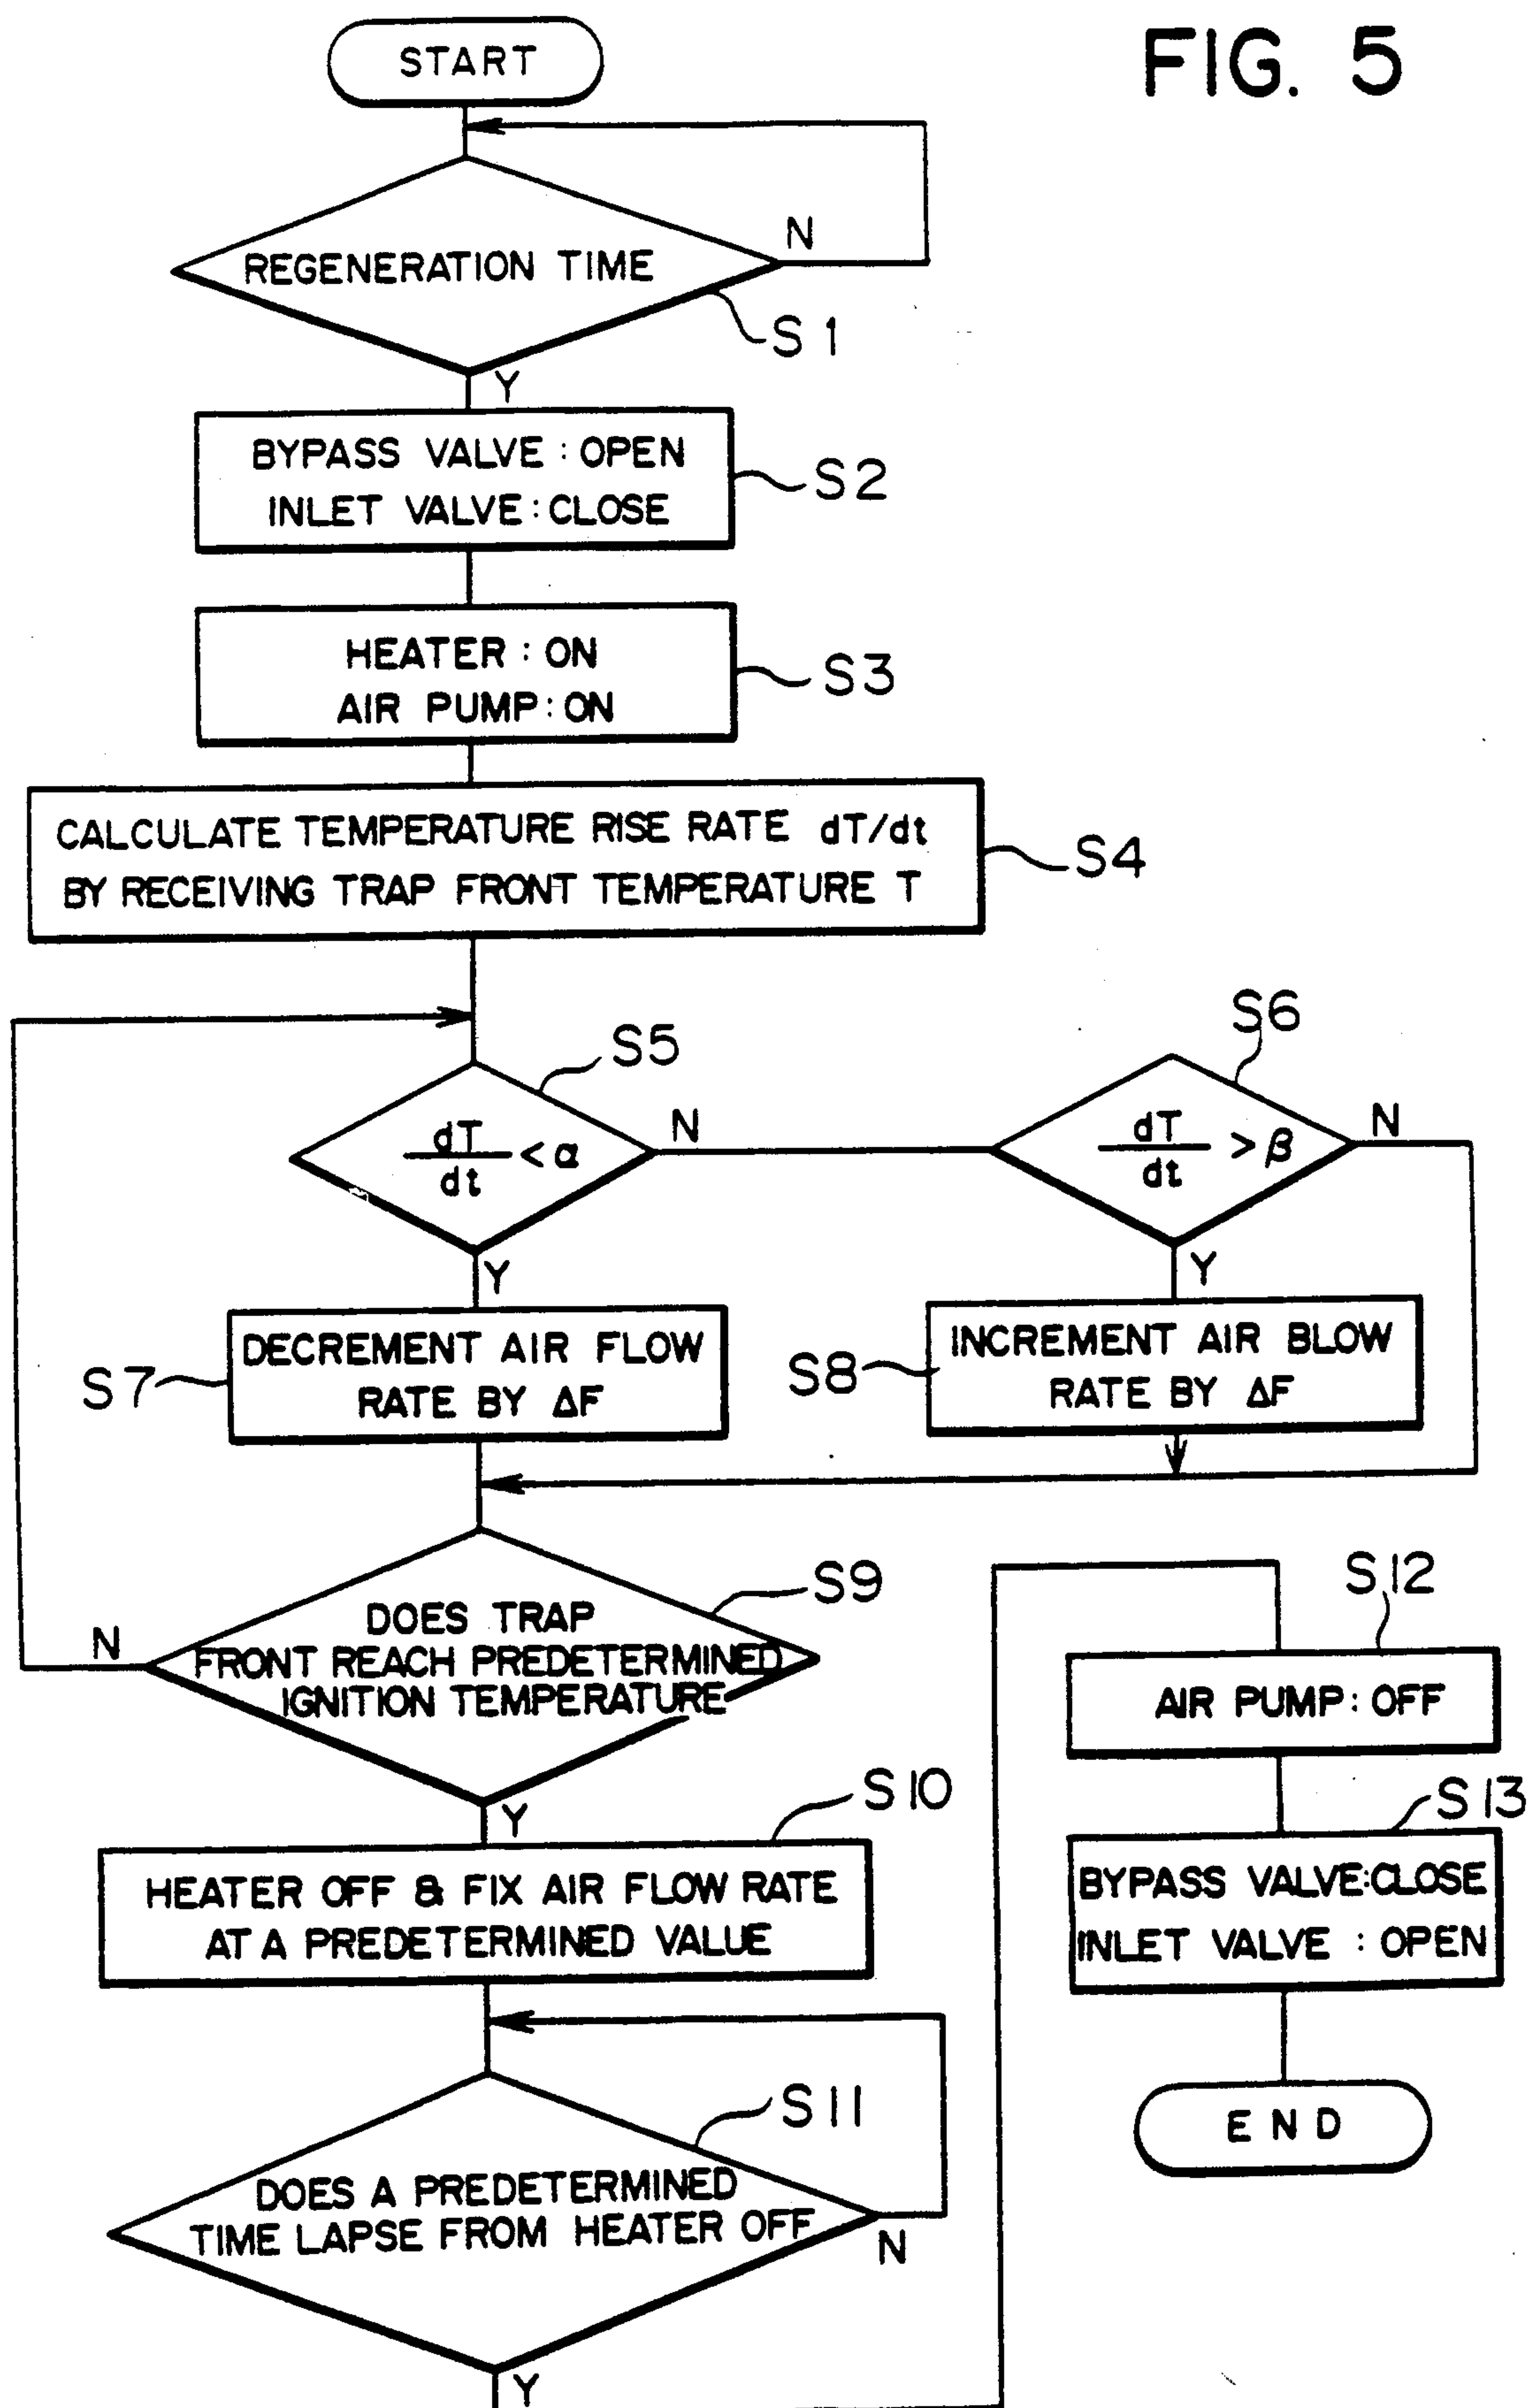 FIG. 5
START
REGENERATION TIME
N
S1
Y
BYPASS VALVE : OPEN
INLET VALVE : CLOSE
S2
HEATER : ON
AIR PUMP : ON
S3
CALCULATE TEMPERATURE RISE RATE dT/dt
BY RECEIVING TRAP FRONT TEMPERATURE T
S4
S5
dT
dt
< α
N
Y
S6
dT
dt
> β
N
Y
DECREMENT AIR FLOW
RATE BY ΔF
S7
INCREMENT AIR BLOW
RATE BY ΔF
S8
S9
DOES TRAP
FRONT REACH PREDETERMINED
IGNITION TEMPERATURE
N
Y
S10
HEATER OFF & FIX AIR FLOW RATE
AT A PREDETERMINED VALUE
S11
DOES A PREDETERMINED
TIME LAPSE FROM HEATER OFF
N
Y
S12
AIR PUMP : OFF
S13
BYPASS VALVE:CLOSE
INLET VALVE : OPEN
END